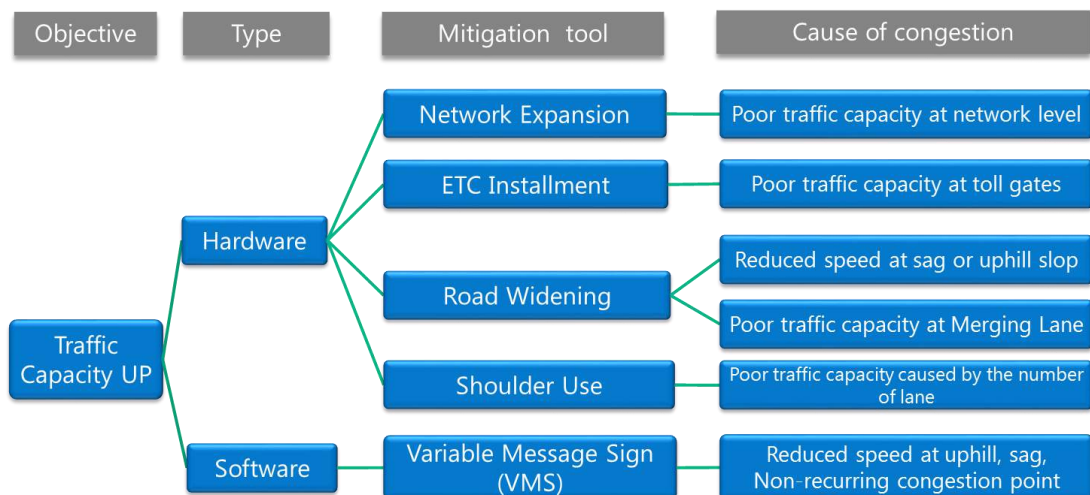 Objective
Type
Mitigation tool
Cause of congestion
Network Expansion
Poor traffic capacity at network level
ETC Installment
Poor traffic capacity at toll gates
Hardware
Reduced speed at sag or uphill slop
Road Widening
Poor traffic capacity at Merging Lane
Traffic
Capacity UP
Shoulder Use
Poor traffic capacity caused by the number
of lane
Software
Variable Message Sign
(VMS)
Reduced speed at uphill, sag,
Non-recurring congestion point